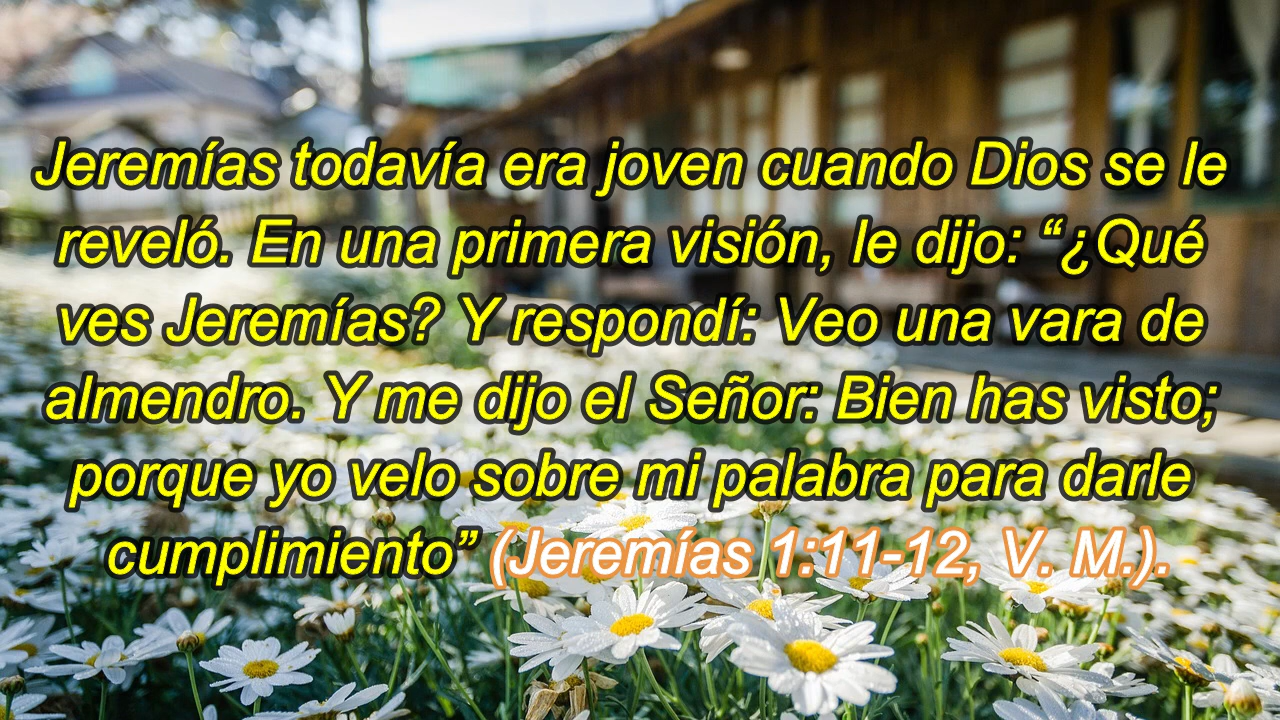 Jeremías todavía era joven cuando Dios se le
reveló. En una primera visión, le dijo: “¿Qué
ves Jeremías? Y respondí: Veo una vara de
almendro. Y me dijo el Señor: Bien has visto;
porque yo velo sobre mi palabra para darle
cumplimiento” (Jeremías 1:11-12, V. M.).